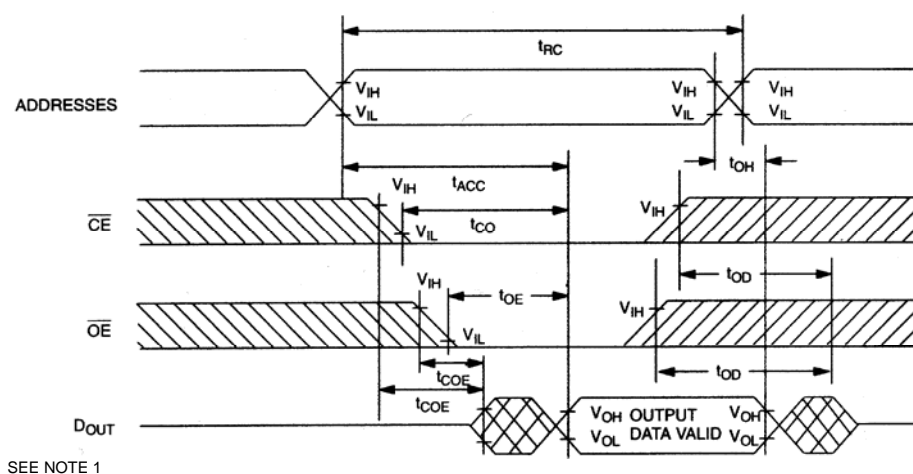 tRC
ADDRESSES
VIH
VIL
VIH
VIL
VIH
VIL
tOH
tACC
CE
VIH
VIL
tCO
VIH
tOD
OE
VIH
VIL
tOE
VIH
tOD
tCOE
tCOE
DOUT
VOH
VOL
OUTPUT
DATA VALID
VOH
VOL
SEE NOTE 1